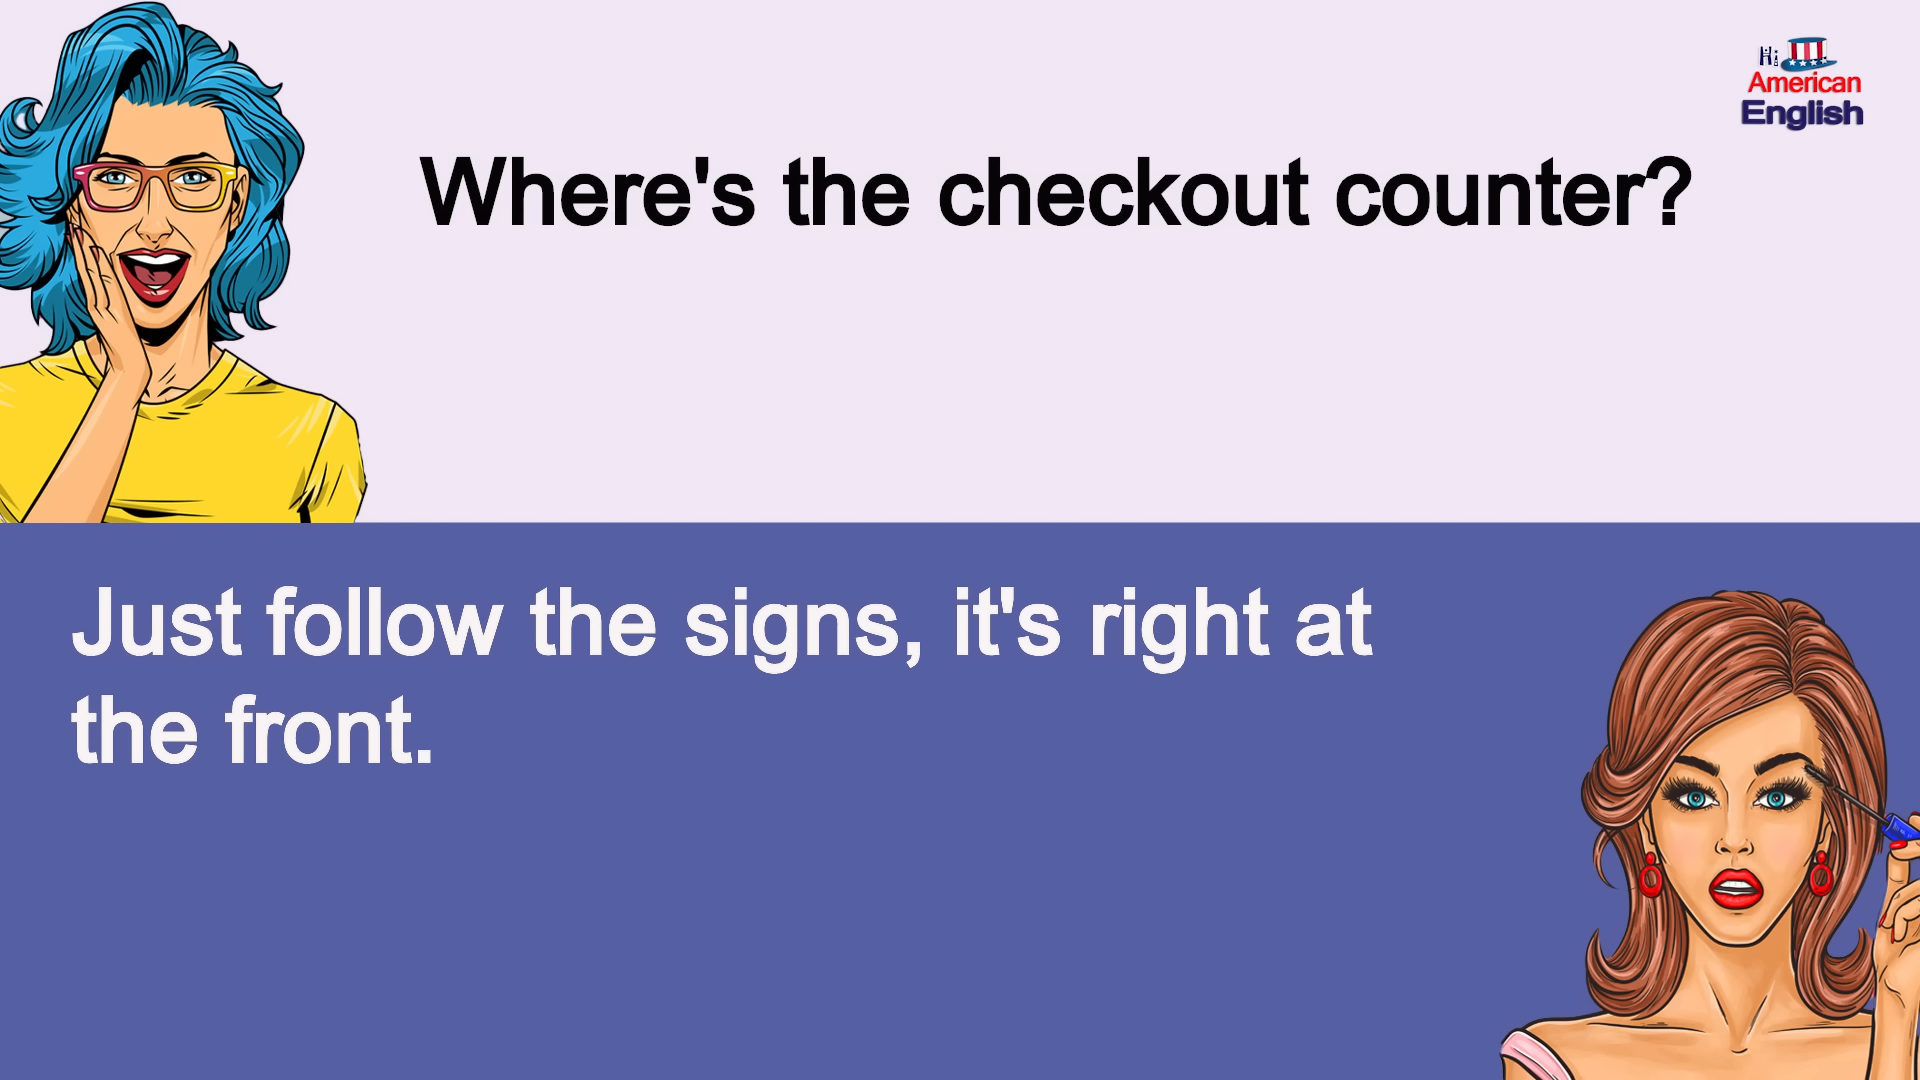 Hi
American
English
Where's the checkout counter?
Just follow the signs, it's right at
the front.